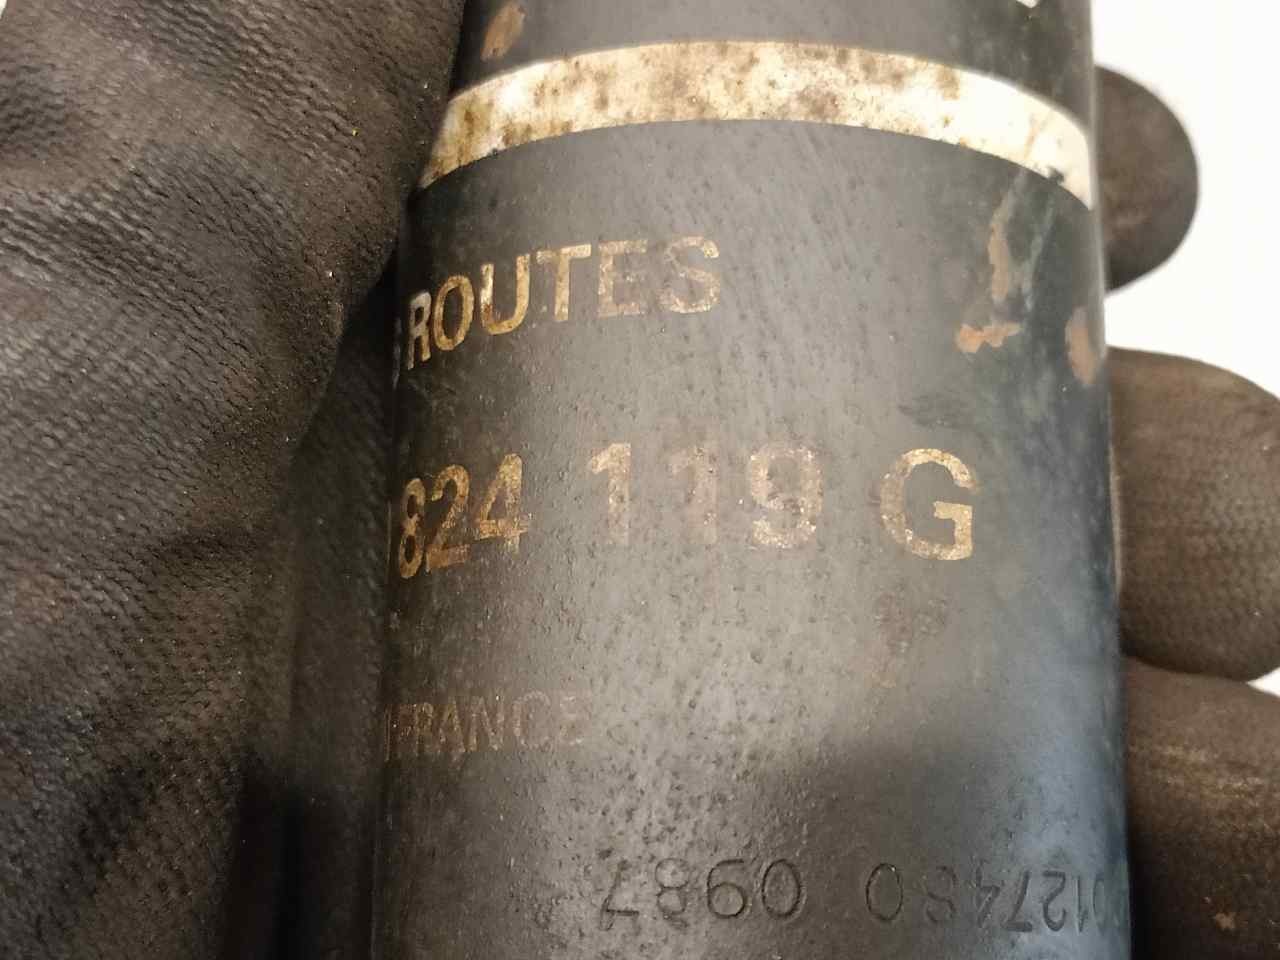 ROUTES
824 119 G
FRANCE
0127480 0987